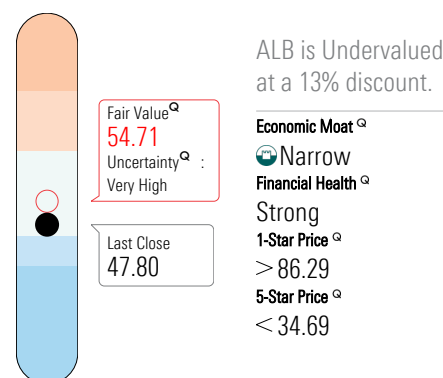 ALB is Undervalued
at a 13% discount.
Fair Value Q
54.71
Uncertainty Q :
Very High
Last Close
47.80
Economic Moat Q
Narrow
Financial Health Q
Strong
1-Star Price Q
>86.29
5-Star Price Q
<34.69